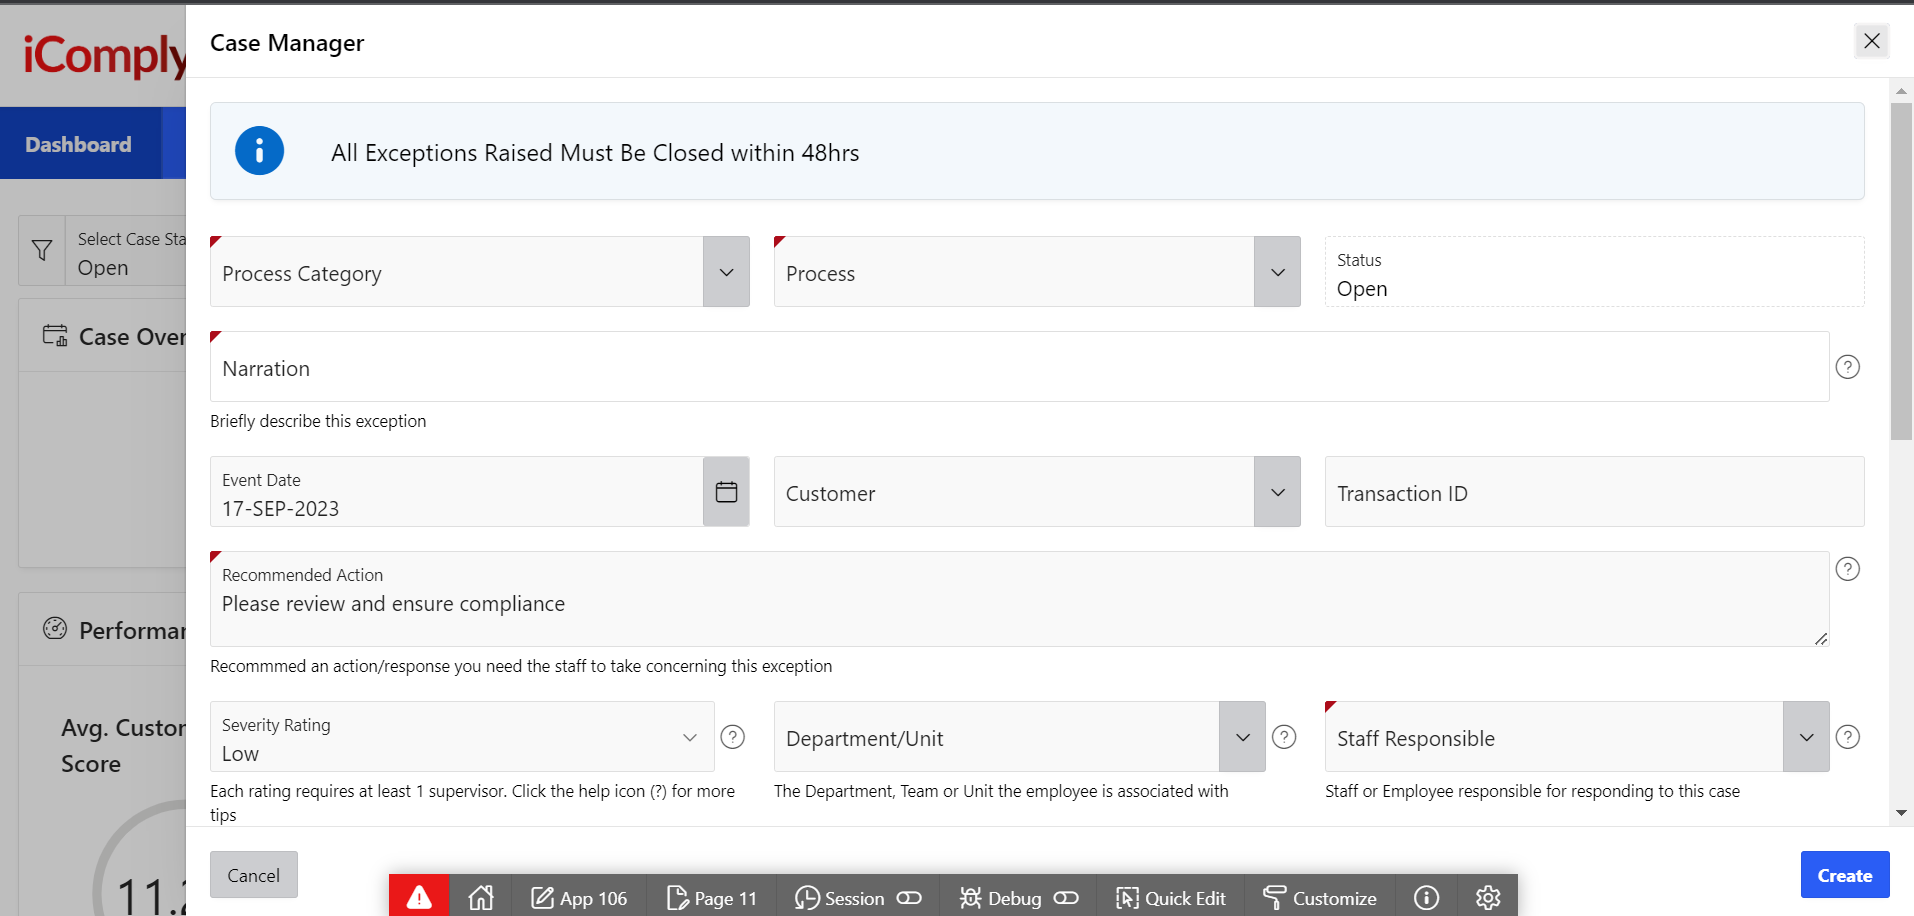 iComply
Case Manager
Dashboard
All Exceptions Raised Must Be Closed within 48hrs
Select Case Sta
Open
Process Category
Process
Status
Open
Case Over
Narration
Briefly describe this exception
Event Date
17-SEP-2023
Customer
Transaction ID
Recommended Action
Please review and ensure compliance
Recommmed an action/response you need the staff to take concerning this exception
Performan
Avg. Custom
Score
11.2
Severity Rating
Low
Department/Unit
Staff Responsible
Each rating requires at least 1 supervisor. Click the help icon (?) for more
tips
The Department, Team or Unit the employee is associated with
Staff or Employee responsible for responding to this case
Cancel
App 106
Page 11
Session
Debug
Quick Edit
Customize
Create